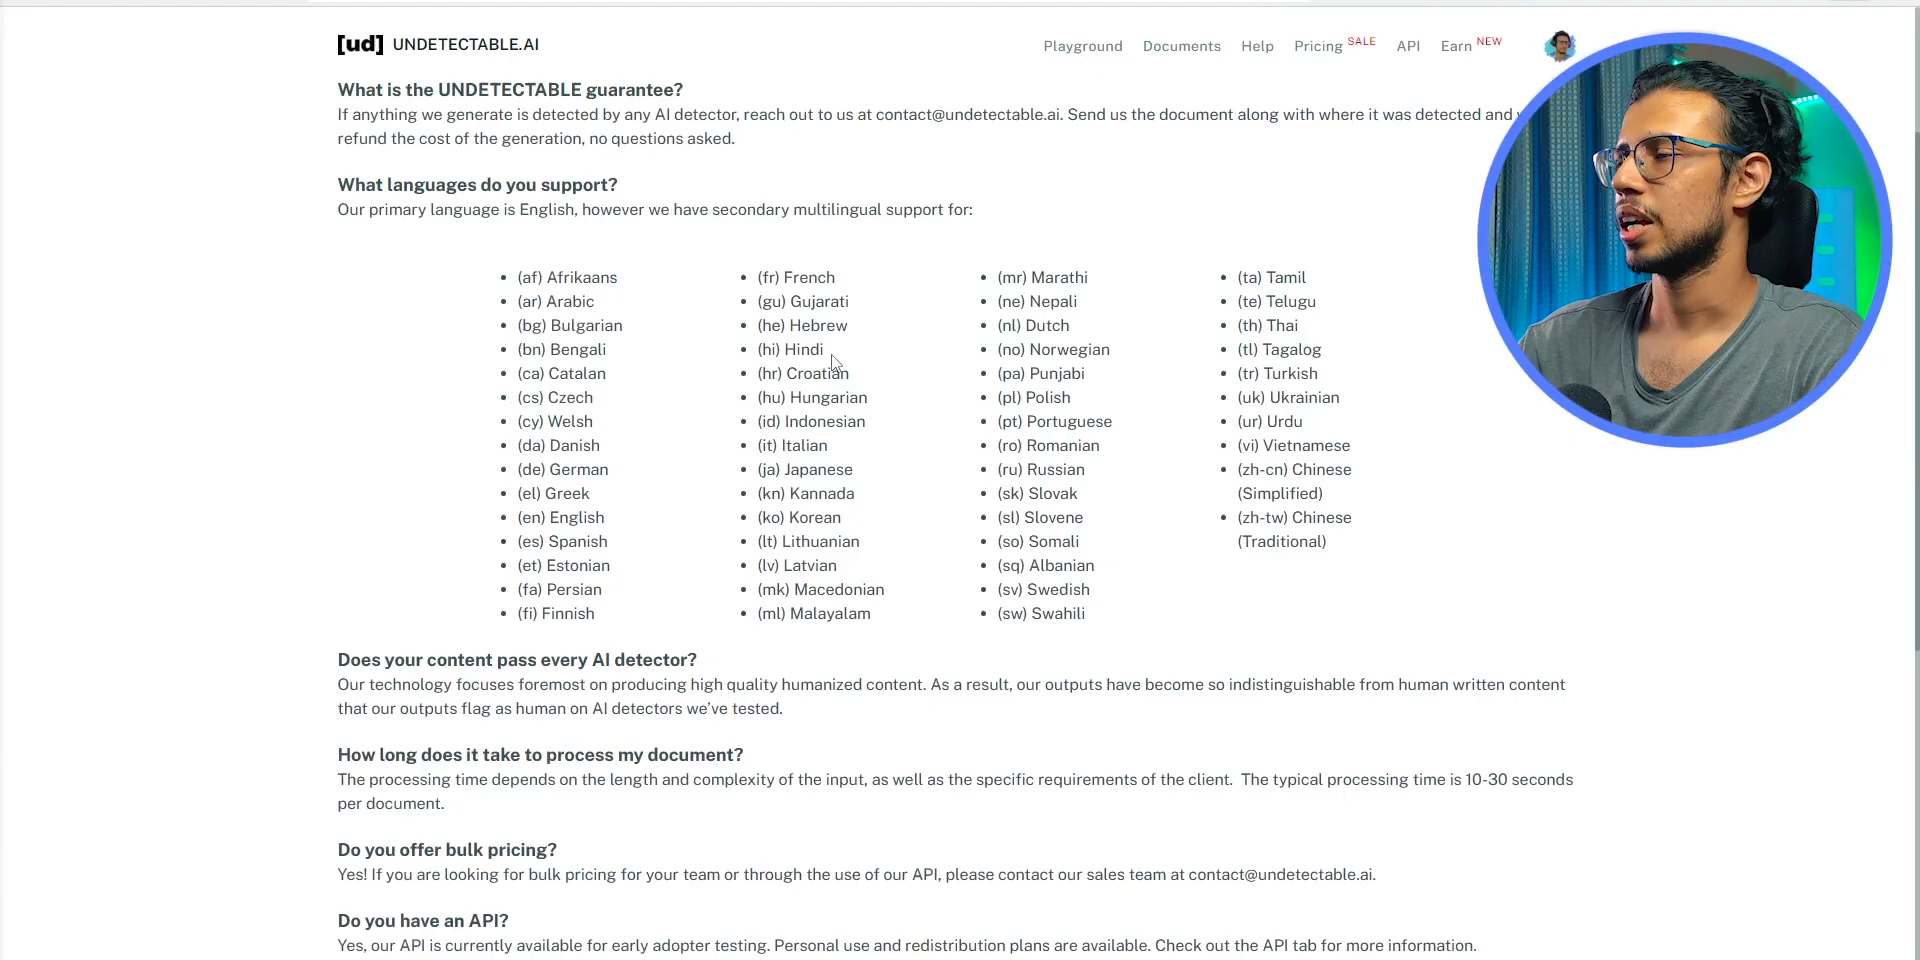 [ud] UNDETECTABLE.AI
Playground Documents Help Pricing SALE API Earn NEW
What is the UNDETECTABLE guarantee?
If anything we generate is detected by any AI detector, reach out to us at contact@undetectable.ai. Send us the document along with where it was detected and
refund the cost of the generation, no questions asked.
What languages do you support?
Our primary language is English, however we have secondary multilingual support for:
• (af) Afrikaans
• (ar) Arabic
• (bg) Bulgarian
• (bn) Bengali
• (ca) Catalan
• (cs) Czech
• (cy) Welsh
• (da) Danish
• (de) German
• (el) Greek
• (en) English
• (es) Spanish
• (et) Estonian
• (fa) Persian
• (fi) Finnish
• (fr) French
• (gu) Gujarati
• (he) Hebrew
• (hi) Hindi
• (hr) Croatian
• (hu) Hungarian
• (id) Indonesian
• (it) Italian
• (ja) Japanese
• (kn) Kannada
• (ko) Korean
• (lt) Lithuanian
• (lv) Latvian
• (mk) Macedonian
• (ml) Malayalam
• (mr) Marathi
• (ne) Nepali
• (nl) Dutch
• (no) Norwegian
• (pa) Punjabi
• (pl) Polish
• (pt) Portuguese
• (ro) Romanian
• (ru) Russian
• (sk) Slovak
• (sl) Slovene
• (so) Somali
• (sq) Albanian
• (sv) Swedish
• (sw) Swahili
• (ta) Tamil
• (te) Telugu
• (th) Thai
• (tl) Tagalog
• (tr) Turkish
• (uk) Ukrainian
• (ur) Urdu
• (vi) Vietnamese
• (zh-cn) Chinese
(Simplified)
• (zh-tw) Chinese
(Traditional)
Does your content pass every AI detector?
Our technology focuses foremost on producing high quality humanized content. As a result, our outputs have become so indistinguishable from human written content
that our outputs flag as human on AI detectors we've tested.
How long does it take to process my document?
The processing time depends on the length and complexity of the input, as well as the specific requirements of the client. The typical processing time is 10-30 seconds
per document.
Do you offer bulk pricing?
Yes! If you are looking for bulk pricing for your team or through the use of our API, please contact our sales team at contact@undetectable.ai.
Do you have an API?
Yes, our API is currently available for early adopter testing. Personal use and redistribution plans are available. Check out the API tab for more information.